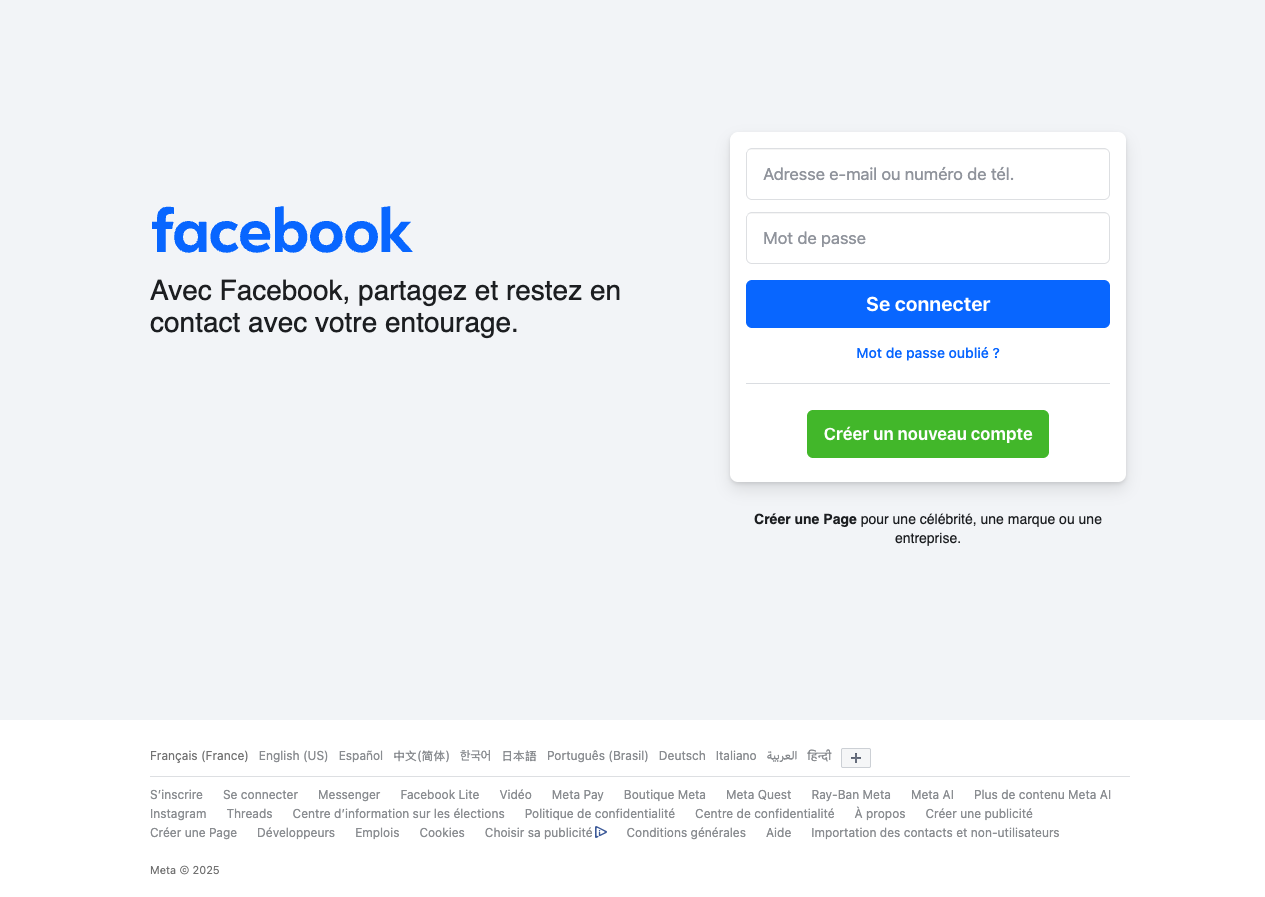 facebook
Avec Facebook, partagez et restez en
contact avec votre entourage.
Adresse e-mail ou numéro de tél.
Mot de passe
Se connecter
Mot de passe oublié ?
Créer un nouveau compte
Créer une Page pour une célébrité, une marque ou une
entreprise.
Français (France) English (US) Español 中文(简体) 한국어 日本語 Português (Brasil) Deutsch Italiano العربية हिन्दी
S’inscrire Se connecter Messenger Facebook Lite Vidéo Meta Pay Boutique Meta Meta Quest Ray-Ban Meta Meta AI Plus de contenu Meta AI
Instagram Threads Centre d’information sur les élections Politique de confidentialité Centre de confidentialité À propos Créer une publicité
Créer une Page Développeurs Emplois Cookies Choisir sa publicité Conditions générales Aide Importation des contacts et non-utilisateurs
Meta © 2025